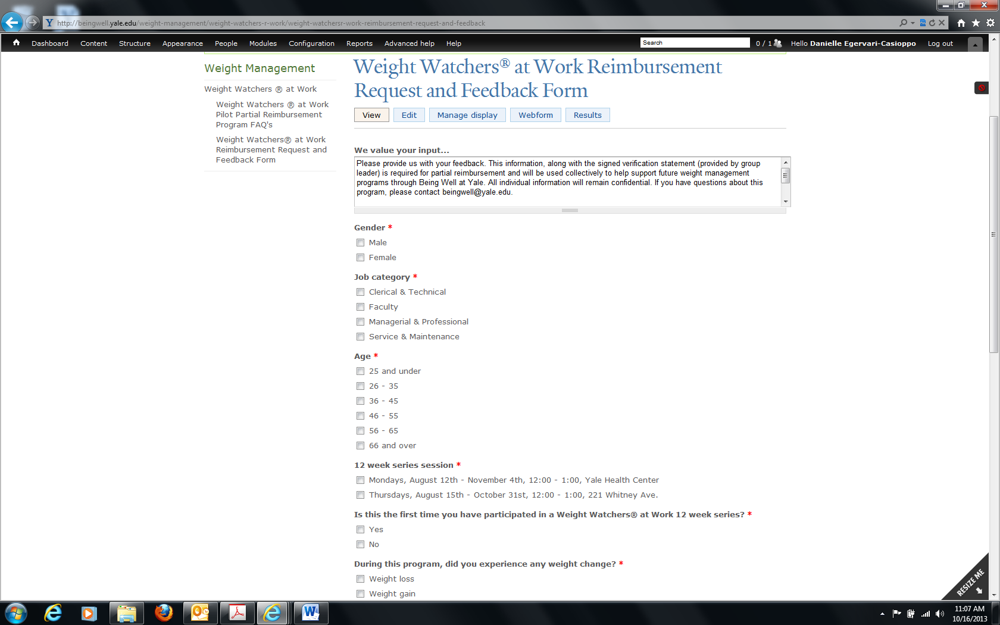 http://beingwell.yale.edu/weight-management/weight-watchers-r-work/weight-watchersr-work-reimbursement-request-and-feedback
Dashboard Content Structure Appearance People Modules Configuration Reports Advanced help Help Search 0 / 1 Hello Danielle Egervari-Casioppo Log out
Weight Management
Weight Watchers ® at Work
Weight Watchers ® at Work
Pilot Partial Reimbursement
Program FAQ's
Weight Watchers® at Work
Reimbursement Request and
Feedback Form
Weight Watchers® at Work Reimbursement
Request and Feedback Form
View Edit Manage display Webform Results
We value your input...
Please provide us with your feedback. This information, along with the signed verification statement (provided by group
leader) is required for partial reimbursement and will be used collectively to help support future weight management
programs through Being Well at Yale. All individual information will remain confidential. If you have questions about this
program, please contact beingwell@yale.edu.
Gender *
Male
Female
Job category *
Clerical & Technical
Faculty
Managerial & Professional
Service & Maintenance
Age *
25 and under
26 - 35
36 - 45
46 - 55
56 - 65
66 and over
12 week series session *
Mondays, August 12th - November 4th, 12:00 - 1:00, Yale Health Center
Thursdays, August 15th - October 31st, 12:00 - 1:00, 221 Whitney Ave.
Is this the first time you have participated in a Weight Watchers® at Work 12 week series? *
Yes
No
During this program, did you experience any weight change? *
Weight loss
Weight gain
RESIZE ME
11:07 AM
10/16/2013